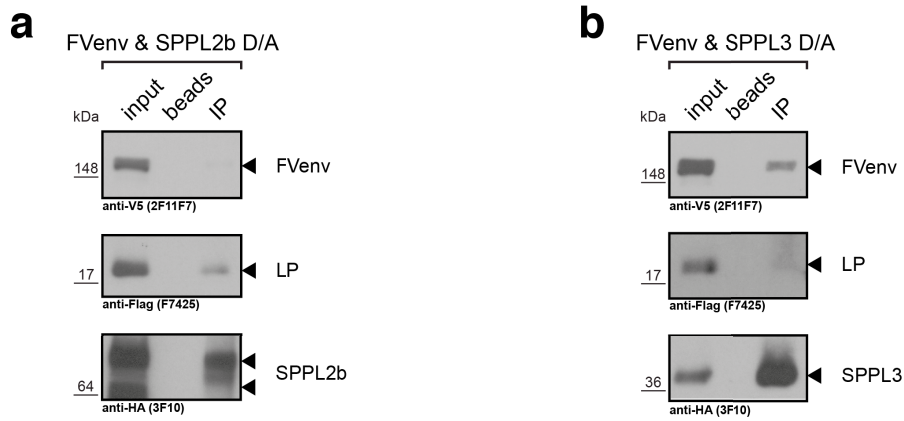 a
FVenv & SPPL2b D/A
kDa
input
beads
IP
148
FVenv
anti-V5 (2F11F7)
17
LP
anti-Flag (F7425)
64
SPPL2b
anti-HA (3F10)
b
FVenv & SPPL3 D/A
kDa
input
beads
IP
148
FVenv
anti-V5 (2F11F7)
17
LP
anti-Flag (F7425)
36
SPPL3
anti-HA (3F10)